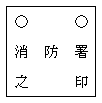 ○ ○
消 防 署
之 印